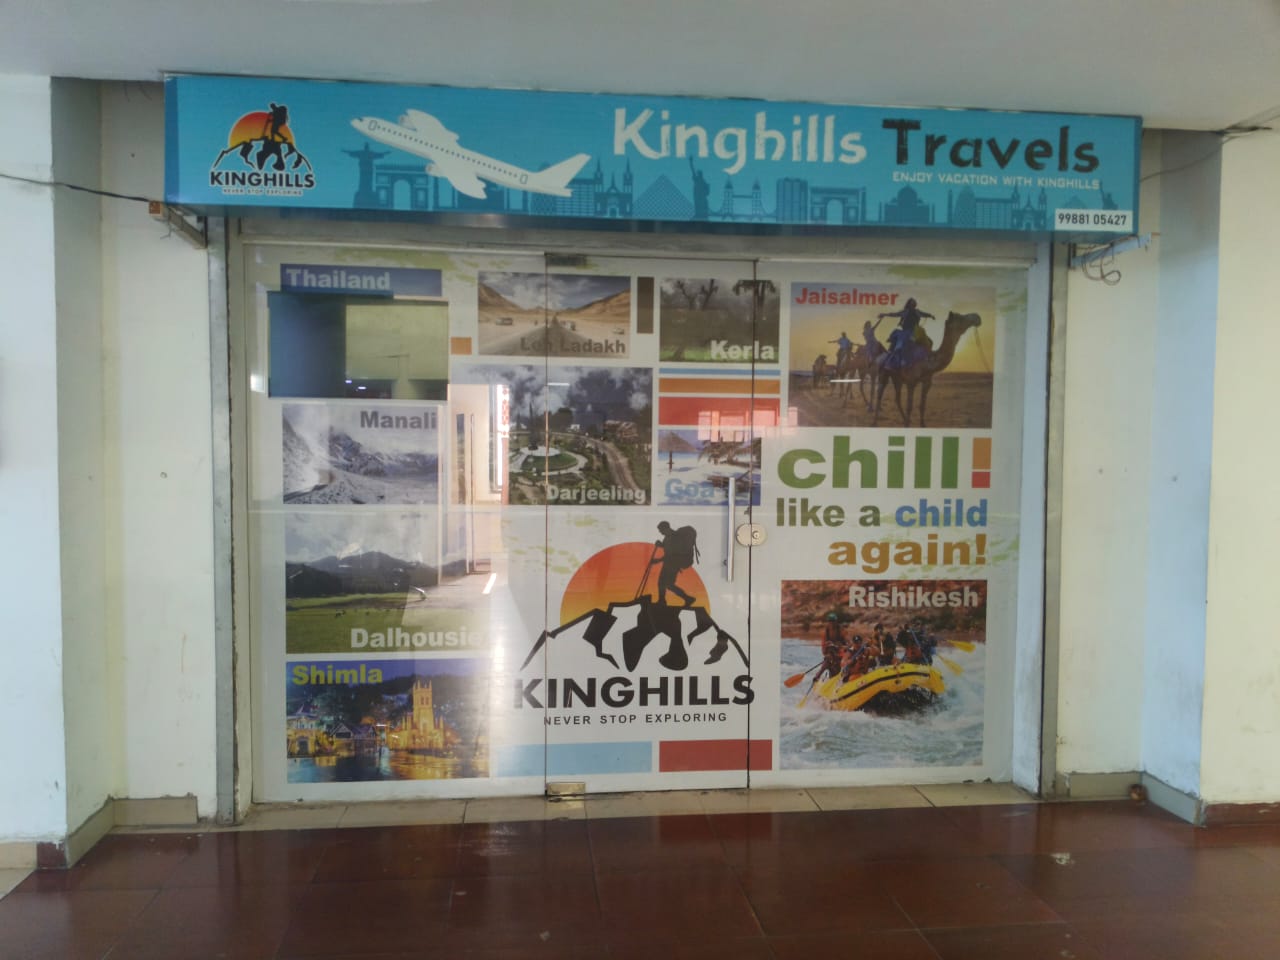 Kinghills Travels
ENJOY VACATION WITH KINGHILLS
99881 05427
KINGHILLS
NEVER STOP EXPLORING
Thailand
Leh Ladakh
Kerla
Jaisalmer
Manali
Darjeeling
Goa
chill!
like a child
again!
Dalhousie
Rishikesh
Shimla
KINGHILLS
NEVER STOP EXPLORING